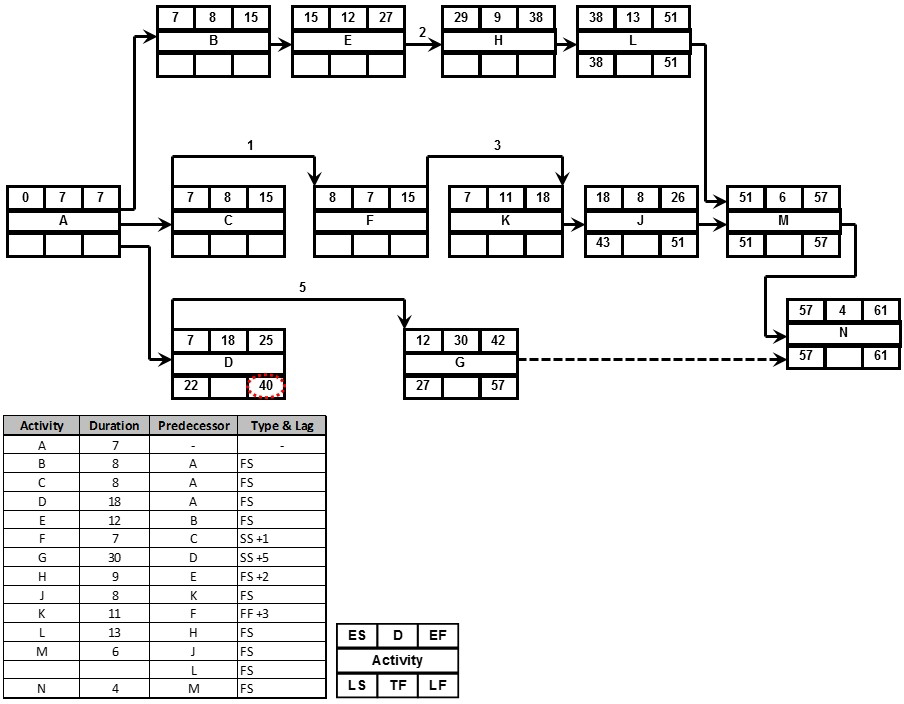 7 8 15
B
15 12 27
E
2
29 9 38
H
38 13 51
L
38 51
1
3
0 7 7
A
7 8 15
C
8 7 15
F
7 11 18
K
18 8 26
J
43 51
51 6 57
M
51 57
5
7 18 25
D
22 40
12 30 42
G
27 57
57 4 61
N
57 61
Activity Duration Predecessor Type & Lag
A 7 - -
B 8 A FS
C 8 A FS
D 18 A FS
E 12 B FS
F 7 C SS +1
G 30 D SS +5
H 9 E FS +2
J 8 K FS
K 11 F FF +3
L 13 H FS
M 6 J FS
L FS
N 4 M FS
ES D EF
Activity
LS TF LF